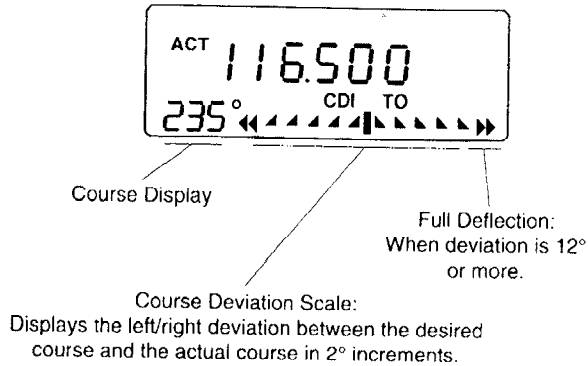 ACT
116.500
CDI TO
235°
Course Display
Full Deflection:
When deviation is 12°
or more.
Course Deviation Scale:
Displays the left/right deviation between the desired
course and the actual course in 2° increments.